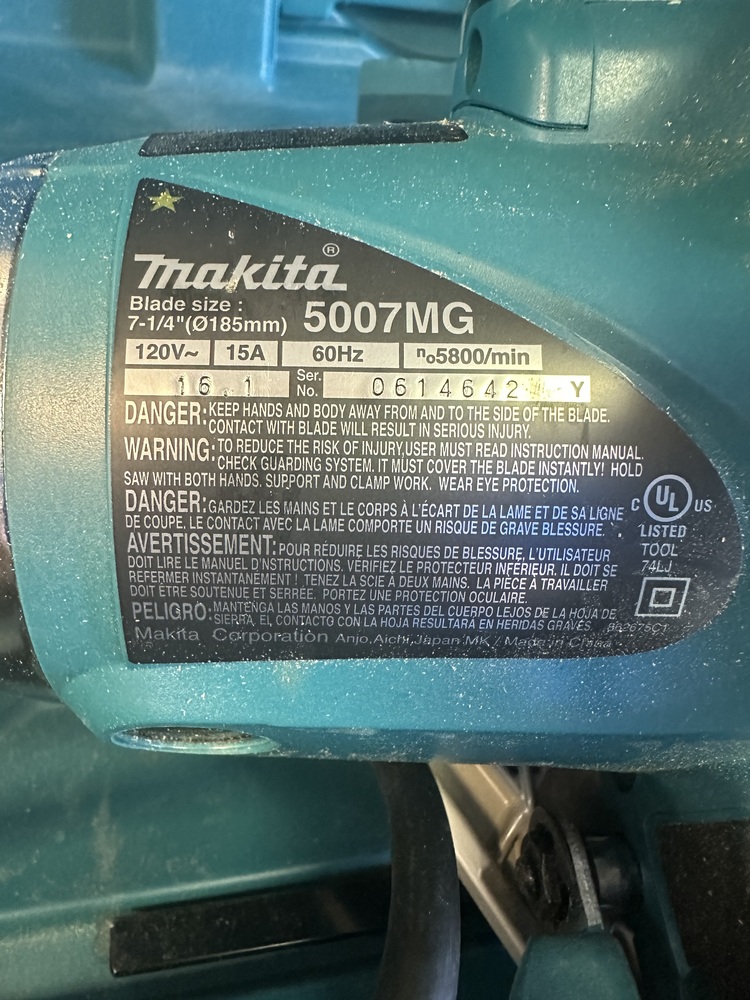 makita®
Blade size :
7-1/4"(Ø185mm) 5007MG
120V~ 15A 60Hz no5800/min
16 1 Ser. No. 0614642 Y
DANGER: KEEP HANDS AND BODY AWAY FROM AND TO THE SIDE OF THE BLADE.
CONTACT WITH BLADE WILL RESULT IN SERIOUS INJURY.
WARNING: TO REDUCE THE RISK OF INJURY,USER MUST READ INSTRUCTION MANUAL.
CHECK GUARDING SYSTEM. IT MUST COVER THE BLADE INSTANTLY! HOLD
SAW WITH BOTH HANDS. SUPPORT AND CLAMP WORK. WEAR EYE PROTECTION.
DANGER: GARDEZ LES MAINS ET LE CORPS À L'ÉCART DE LA LAME ET DE SA LIGNE
DE COUPE. LE CONTACT AVEC LA LAME COMPORTE UN RISQUE DE GRAVE BLESSURE.
AVERTISSEMENT: POUR RÉDUIRE LES RISQUES DE BLESSURE, L'UTILISATEUR
DOIT LIRE LE MANUEL D'INSTRUCTIONS. VÉRIFIEZ LE PROTECTEUR INFÉRIEUR. IL DOIT SE
REFERMER INSTANTANEMENT ! TENEZ LA SCIE À DEUX MAINS. LA PIÈCE À TRAVAILLER
DOIT ÊTRE SOUTENUE ET SERRÉE. PORTEZ UNE PROTECTION OCULAIRE.
PELIGRO: MANTENGA LAS MANOS Y LAS PARTES DEL CUERPO LEJOS DE LA HOJA DE
SIERRA, EL CONTACTO CON LA HOJA RESULTARÁ EN HERIDAS GRAVES.
Makita Corporation Anjo,Aichi,Japan MK / Made in China
C UL US
LISTED
TOOL
74LJ